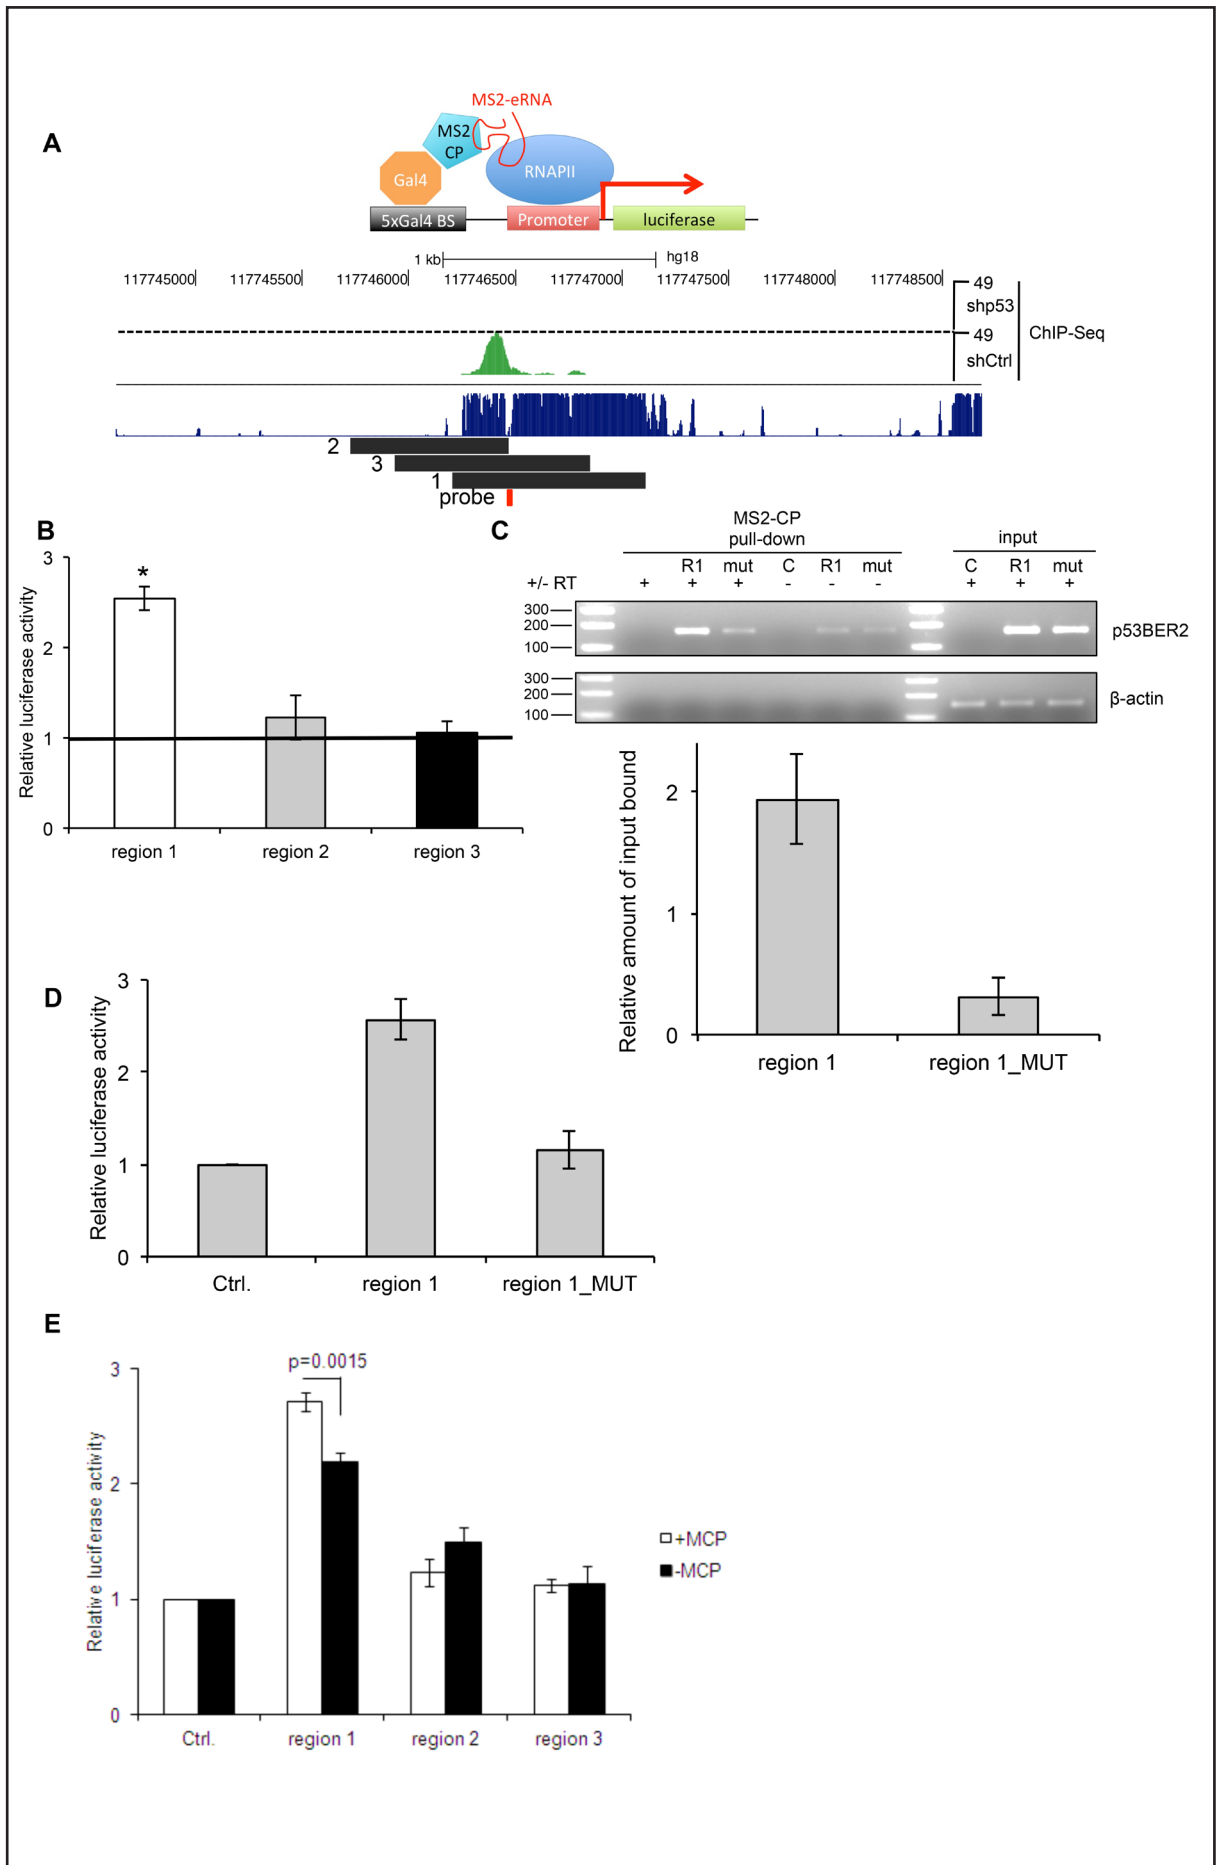 A
MS2-eRNA
MS2
CP
Gal4
RNAPII
5xGal4 BS
Promoter
luciferase
1 kb
hg18
117745000
117745500
117746000
117746500
117747000
117747500
117748000
117748500
49
shp53
49
shCtrl
ChIP-Seq
2
3
1
probe
B
Relative luciferase activity
3
2
1
0
*
region 1
region 2
region 3
C
MS2-CP
pull-down
input
R1 mut C R1 mut C R1 mut
+/- RT + + + - - - + + +
300
200
100
p53BER2
300
200
100
β-actin
Relative amount of input bound
2
1
0
region 1
region 1_MUT
D
Relative luciferase activity
3
2
1
0
Ctrl.
region 1
region 1_MUT
E
Relative luciferase activity
p=0.0015
3
2
1
0
+MCP
-MCP
Ctrl.
region 1
region 2
region 3